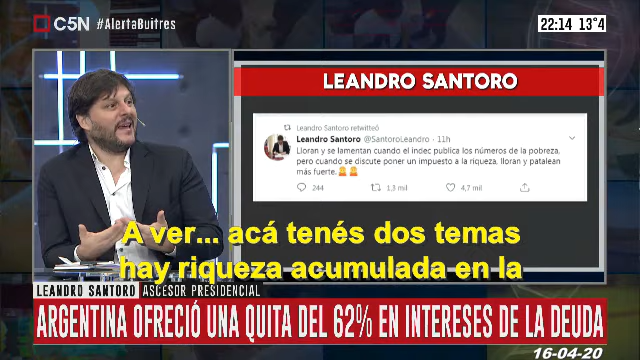 C5N #AlertaBuitres
22:14 13°4
LEANDRO SANTORO
Leandro Santoro retwitteó
Leandro Santoro @SantoroLeandro · 11h
Lloran y se lamentan cuando el indec publica los números de la pobreza,
pero cuando se discute poner un impuesto a la riqueza, lloran y patalean
más fuerte.
244 1,3 mil 4,7 mil
A ver... acá tenés dos temas
hay riqueza acumulada en la
LEANDRO SANTORO ASCESOR PRESIDENCIAL
ARGENTINA OFRECIÓ UNA QUITA DEL 62% EN INTERESES DE LA DEUDA
16-04-20